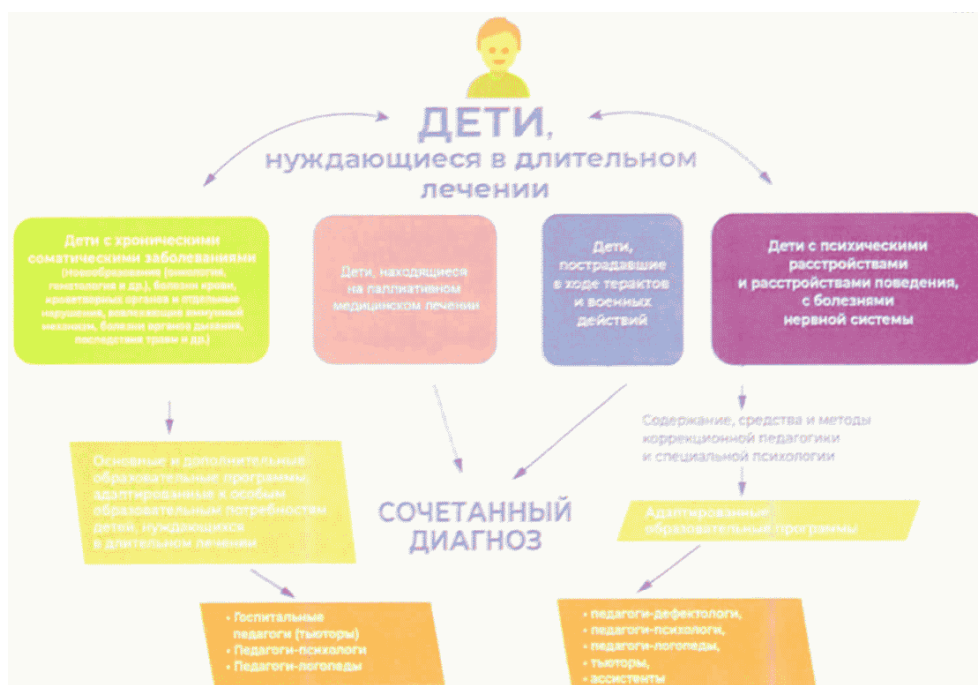 ДЕТИ,
нуждающиеся в длительном
лечении
Дети с хроническими
соматическими заболеваниями
(Новообразования (онкология,
гематология и др.), болезни крови,
кроветворных органов и отдельные
нарушения, вовлекающие иммунный
механизм, болезни органов дыхания,
последствия травм и др.)
Дети, находящиеся
на паллиативном
медицинском лечении
Дети,
пострадавшие
в ходе терактов
и военных
действий
Дети с психическими
расстройствами
и расстройствами поведения,
с болезнями
нервной системы
Содержание, средства и методы
коррекционной педагогики
и специальной психологии
Основные и дополнительные
образовательные программы,
адаптированные к особым
образовательным потребностям
детей, нуждающихся
в длительном лечении
СОЧЕТАННЫЙ
ДИАГНОЗ
Адаптированные
образовательные программы
• Госпитальные
педагоги (тьюторы)
• Педагоги-психологи
• Педагоги-логопеды
• педагоги-дефектологи,
• педагоги-психологи,
• педагоги-логопеды,
• тьюторы,
• ассистенты